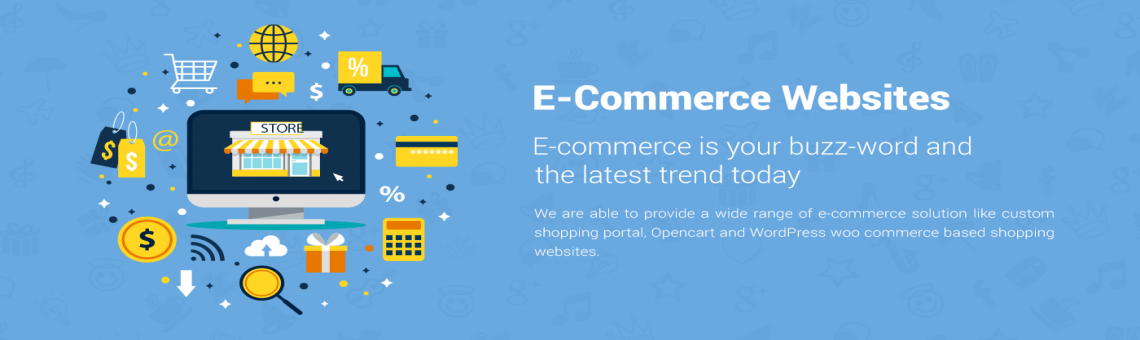 E-Commerce Websites
E-commerce is your buzz-word and
the latest trend today
We are able to provide a wide range of e-commerce solution like custom
shopping portal, Opencart and WordPress woo commerce based shopping
websites.
%
$
STORE
@
$
$
%
$